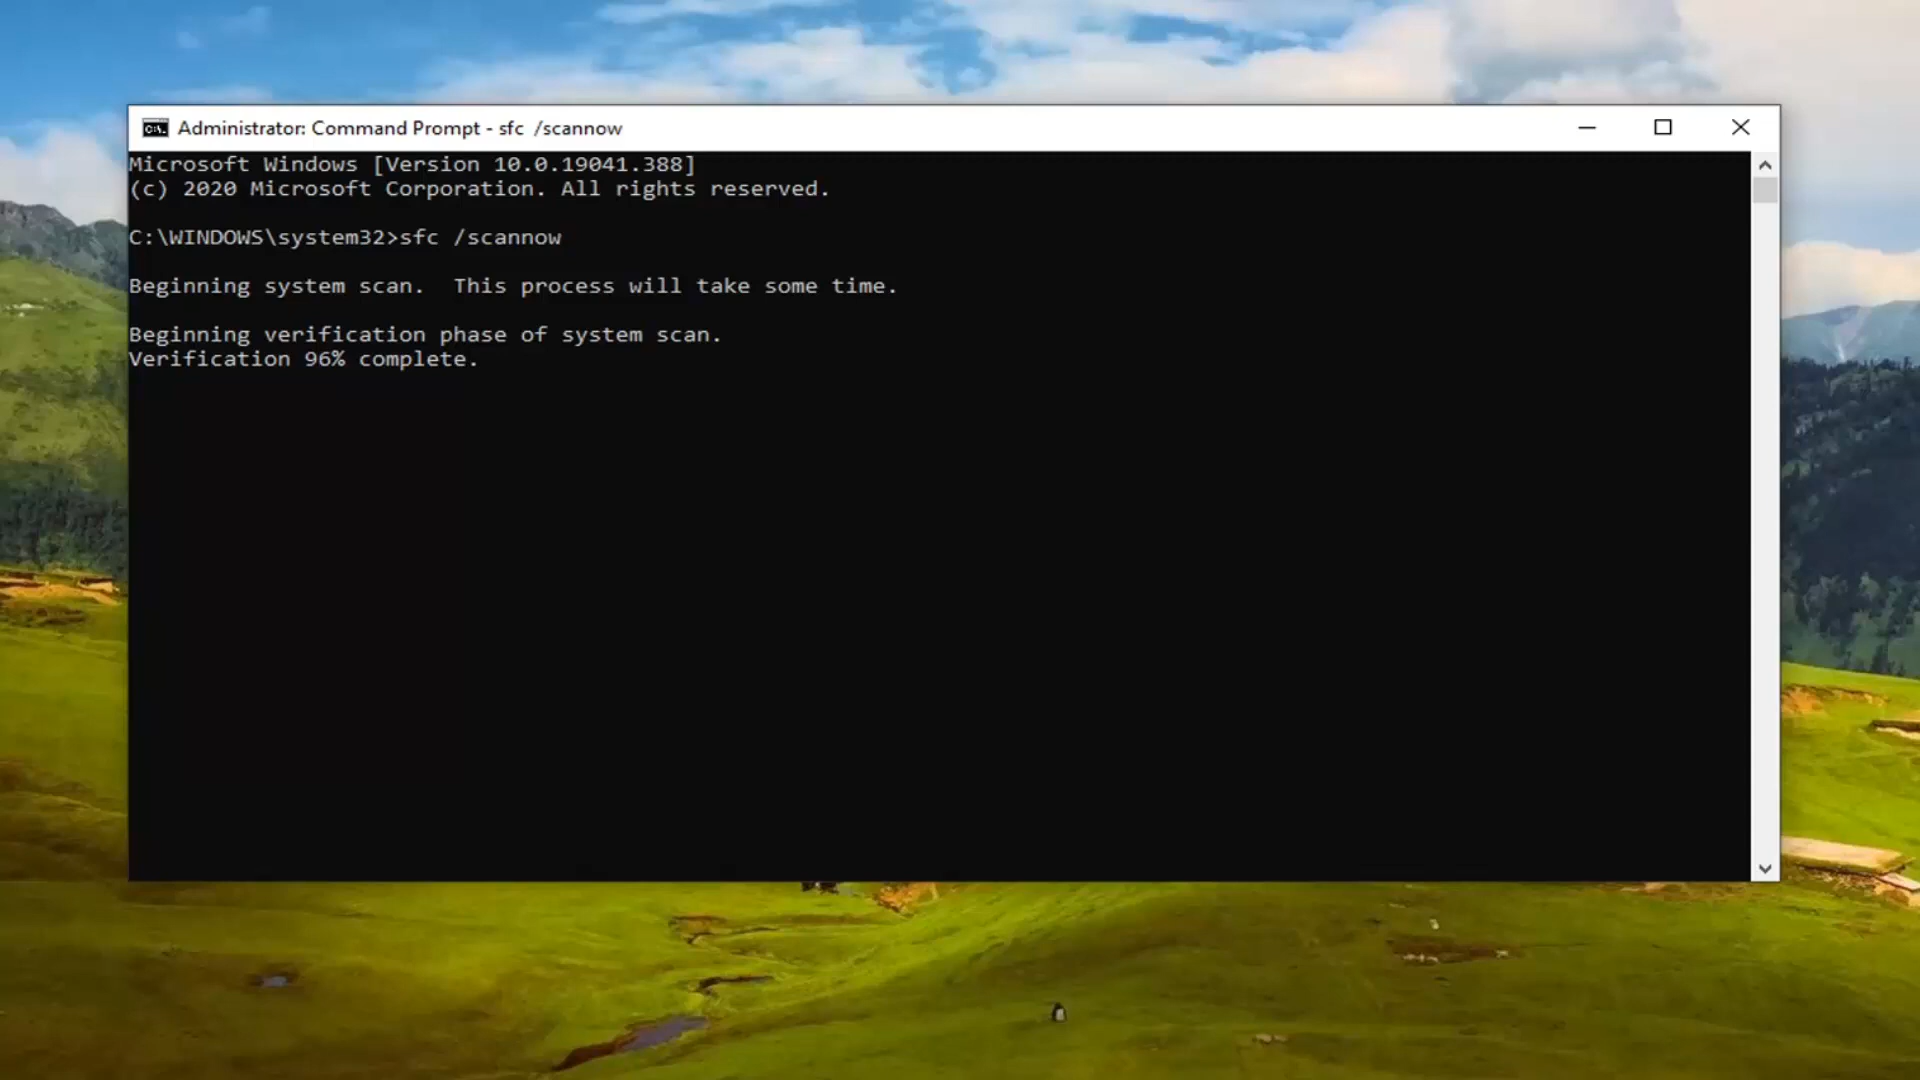 Administrator: Command Prompt - sfc  /scannow
Microsoft Windows [Version 10.0.19041.388]
(c) 2020 Microsoft Corporation. All rights reserved.
C:\WINDOWS\system32>sfc /scannow
Beginning system scan.  This process will take some time.
Beginning verification phase of system scan.
Verification 96% complete.